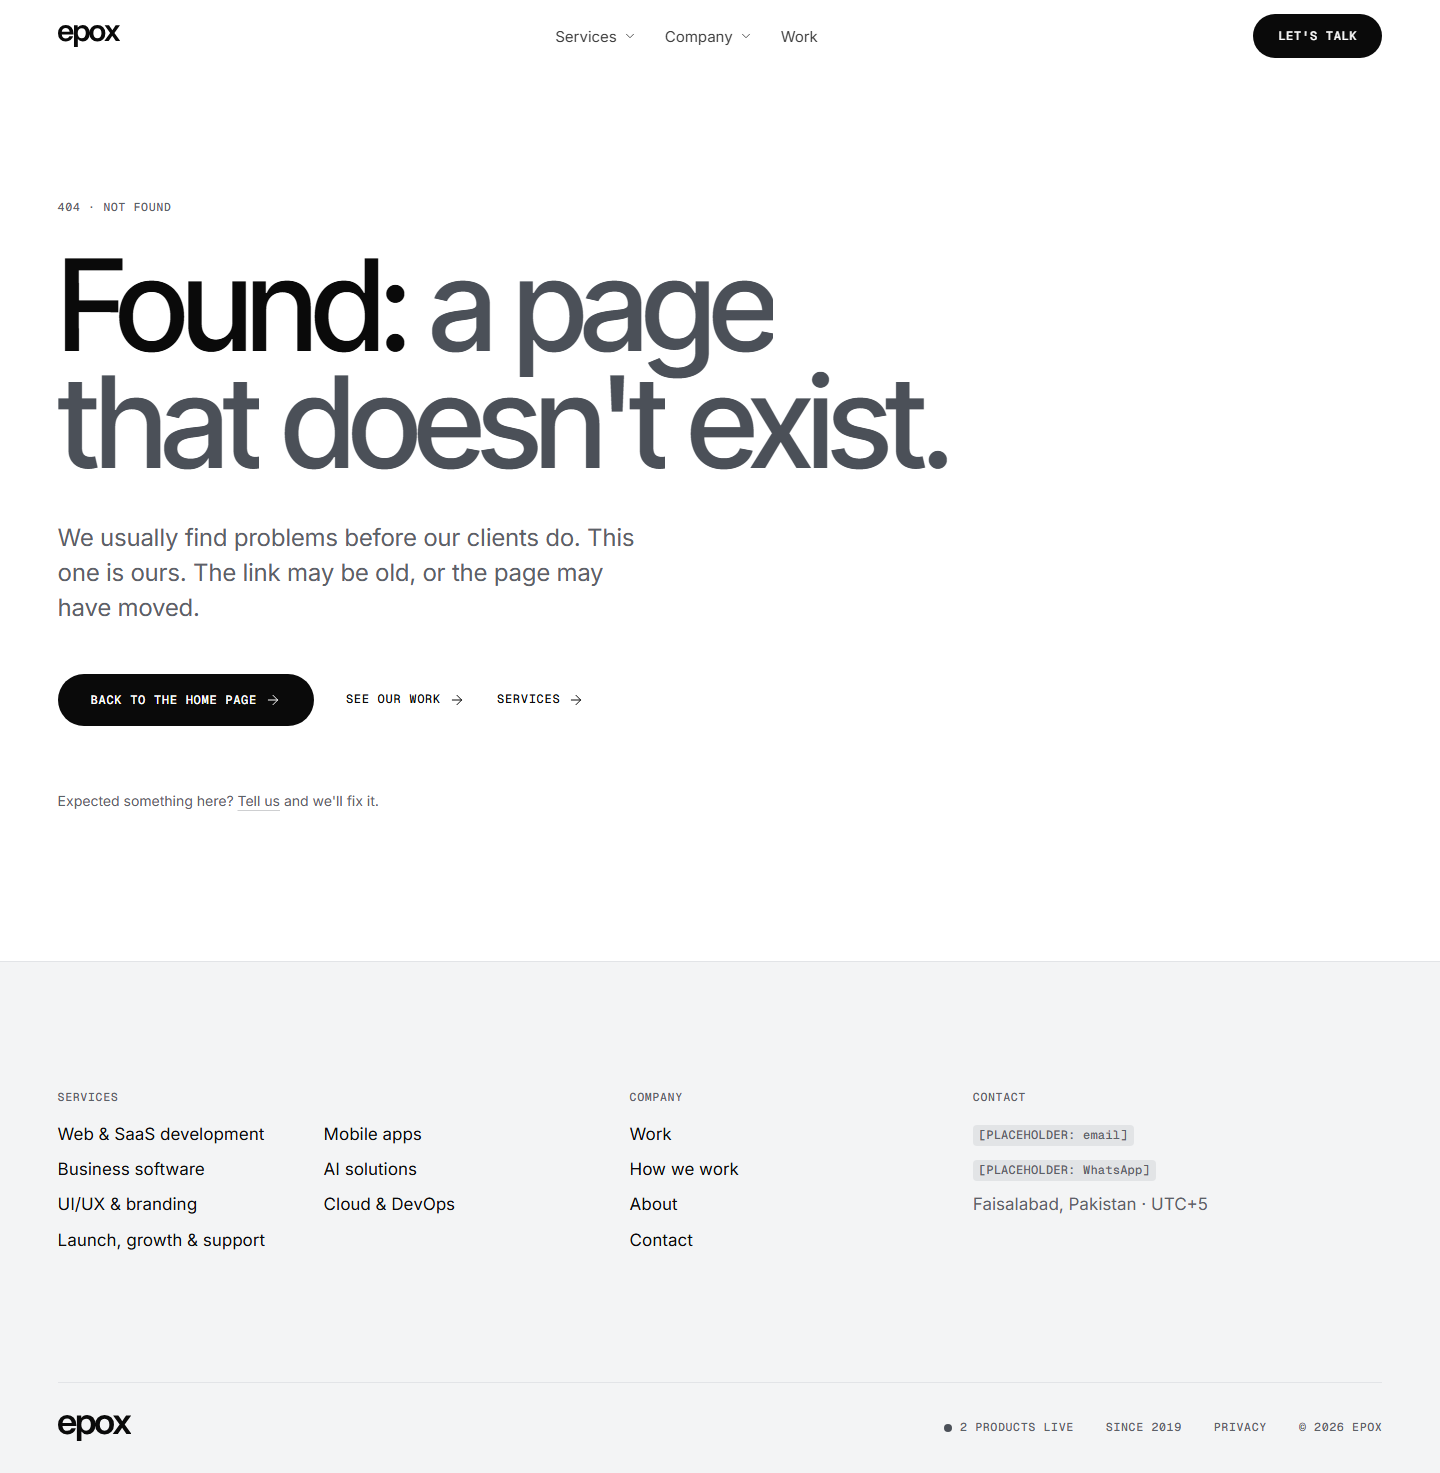 epox
Services
Company
Work
LET'S TALK
404 · NOT FOUND
Found: a page
that doesn't exist.
We usually find problems before our clients do. This
one is ours. The link may be old, or the page may
have moved.
BACK TO THE HOME PAGE
SEE OUR WORK
SERVICES
Expected something here? Tell us and we'll fix it.
SERVICES
Web & SaaS development
Business software
UI/UX & branding
Launch, growth & support
Mobile apps
AI solutions
Cloud & DevOps
COMPANY
Work
How we work
About
Contact
CONTACT
[PLACEHOLDER: email]
[PLACEHOLDER: WhatsApp]
Faisalabad, Pakistan · UTC+5
epox
2 PRODUCTS LIVE
SINCE 2019
PRIVACY
© 2026 EPOX